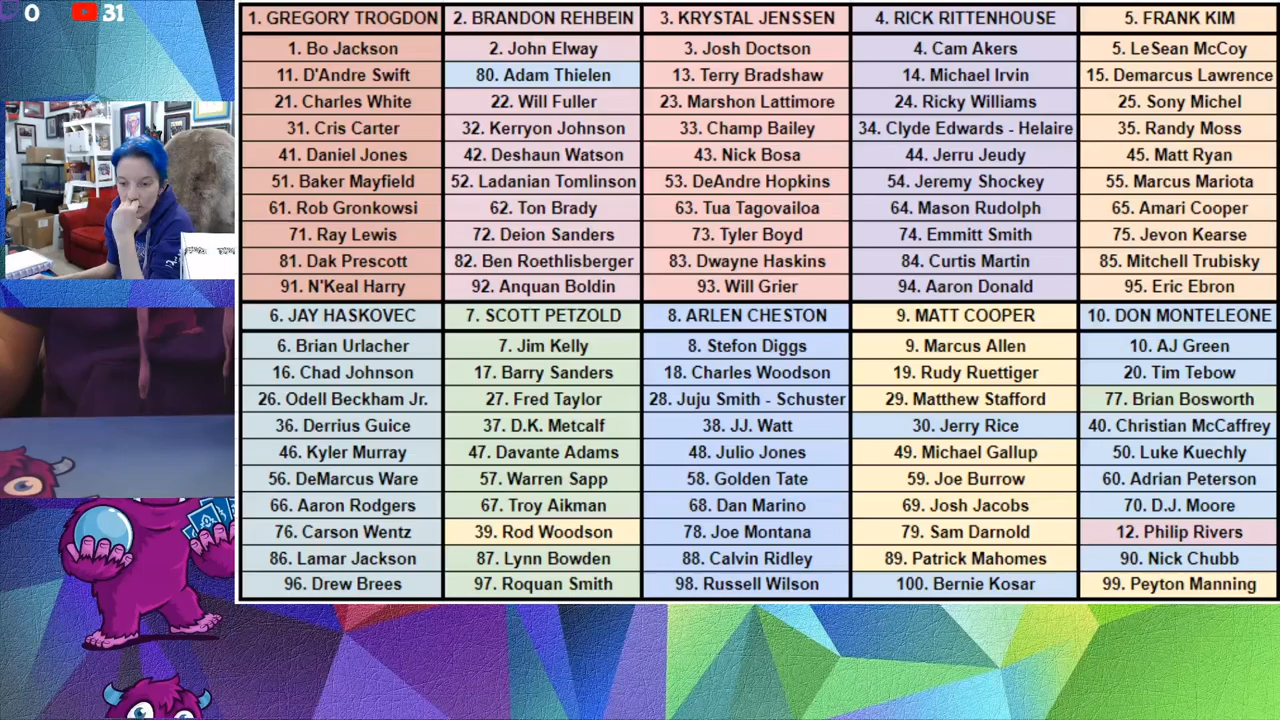 0 31
1. GREGORY TROGDON 2. BRANDON REHBEIN 3. KRYSTAL JENSSEN 4. RICK RITTENHOUSE 5. FRANK KIM
1. Bo Jackson 2. John Elway 3. Josh Doctson 4. Cam Akers 5. LeSean McCoy
11. D'Andre Swift 80. Adam Thielen 13. Terry Bradshaw 14. Michael Irvin 15. Demarcus Lawrence
21. Charles White 22. Will Fuller 23. Marshon Lattimore 24. Ricky Williams 25. Sony Michel
31. Cris Carter 32. Kerryon Johnson 33. Champ Bailey 34. Clyde Edwards - Helaire 35. Randy Moss
41. Daniel Jones 42. Deshaun Watson 43. Nick Bosa 44. Jerru Jeudy 45. Matt Ryan
51. Baker Mayfield 52. Ladanian Tomlinson 53. DeAndre Hopkins 54. Jeremy Shockey 55. Marcus Mariota
61. Rob Gronkowsi 62. Ton Brady 63. Tua Tagovailoa 64. Mason Rudolph 65. Amari Cooper
71. Ray Lewis 72. Deion Sanders 73. Tyler Boyd 74. Emmitt Smith 75. Jevon Kearse
81. Dak Prescott 82. Ben Roethlisberger 83. Dwayne Haskins 84. Curtis Martin 85. Mitchell Trubisky
91. N'Keal Harry 92. Anquan Boldin 93. Will Grier 94. Aaron Donald 95. Eric Ebron
6. JAY HASKOVEC 7. SCOTT PETZOLD 8. ARLEN CHESTON 9. MATT COOPER 10. DON MONTELEONE
6. Brian Urlacher 7. Jim Kelly 8. Stefon Diggs 9. Marcus Allen 10. AJ Green
16. Chad Johnson 17. Barry Sanders 18. Charles Woodson 19. Rudy Ruettiger 20. Tim Tebow
26. Odell Beckham Jr. 27. Fred Taylor 28. Juju Smith - Schuster 29. Matthew Stafford 77. Brian Bosworth
36. Derrius Guice 37. D.K. Metcalf 38. JJ. Watt 30. Jerry Rice 40. Christian McCaffrey
46. Kyler Murray 47. Davante Adams 48. Julio Jones 49. Michael Gallup 50. Luke Kuechly
56. DeMarcus Ware 57. Warren Sapp 58. Golden Tate 59. Joe Burrow 60. Adrian Peterson
66. Aaron Rodgers 67. Troy Aikman 68. Dan Marino 69. Josh Jacobs 70. D.J. Moore
76. Carson Wentz 39. Rod Woodson 78. Joe Montana 79. Sam Darnold 12. Philip Rivers
86. Lamar Jackson 87. Lynn Bowden 88. Calvin Ridley 89. Patrick Mahomes 90. Nick Chubb
96. Drew Brees 97. Roquan Smith 98. Russell Wilson 100. Bernie Kosar 99. Peyton Manning